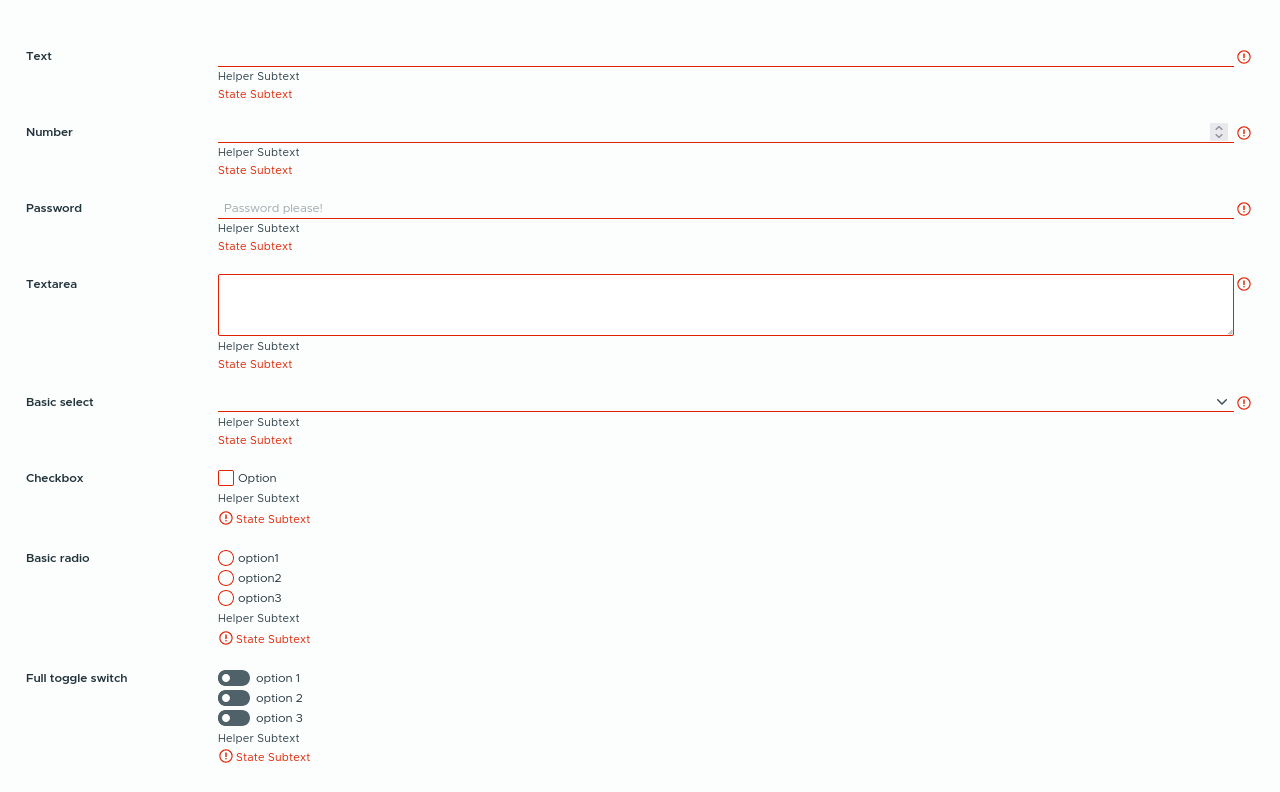 Text
Helper Subtext
State Subtext
Number
Helper Subtext
State Subtext
Password
Password please!
Helper Subtext
State Subtext
Textarea
Helper Subtext
State Subtext
Basic select
Helper Subtext
State Subtext
Checkbox
Option
Helper Subtext
State Subtext
Basic radio
option1
option2
option3
Helper Subtext
State Subtext
Full toggle switch
option 1
option 2
option 3
Helper Subtext
State Subtext